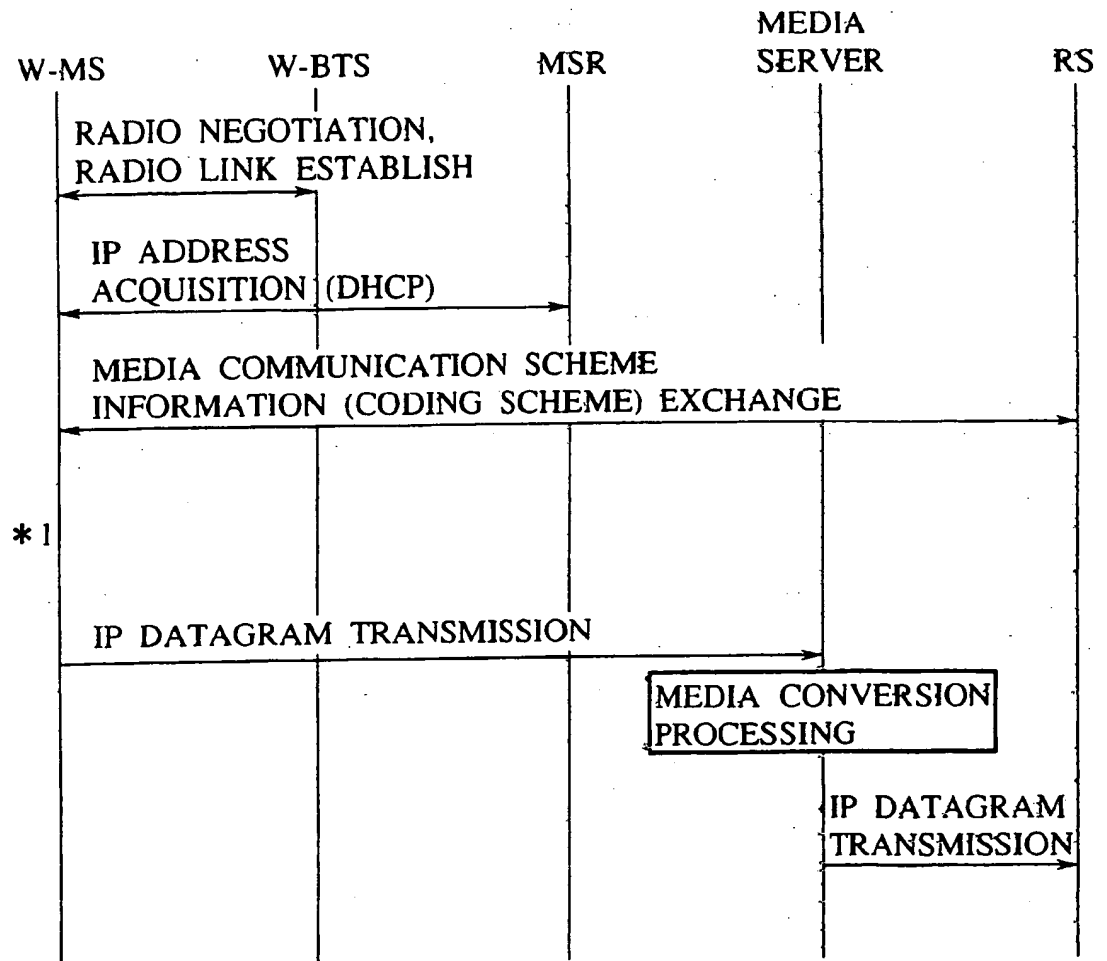 W-MS
W-BTS
MSR
MEDIA
SERVER
RS
RADIO NEGOTIATION,
RADIO LINK ESTABLISH
IP ADDRESS
ACQUISITION (DHCP)
MEDIA COMMUNICATION SCHEME
INFORMATION (CODING SCHEME) EXCHANGE
*1
IP DATAGRAM TRANSMISSION
MEDIA CONVERSION
PROCESSING
IP DATAGRAM
TRANSMISSION